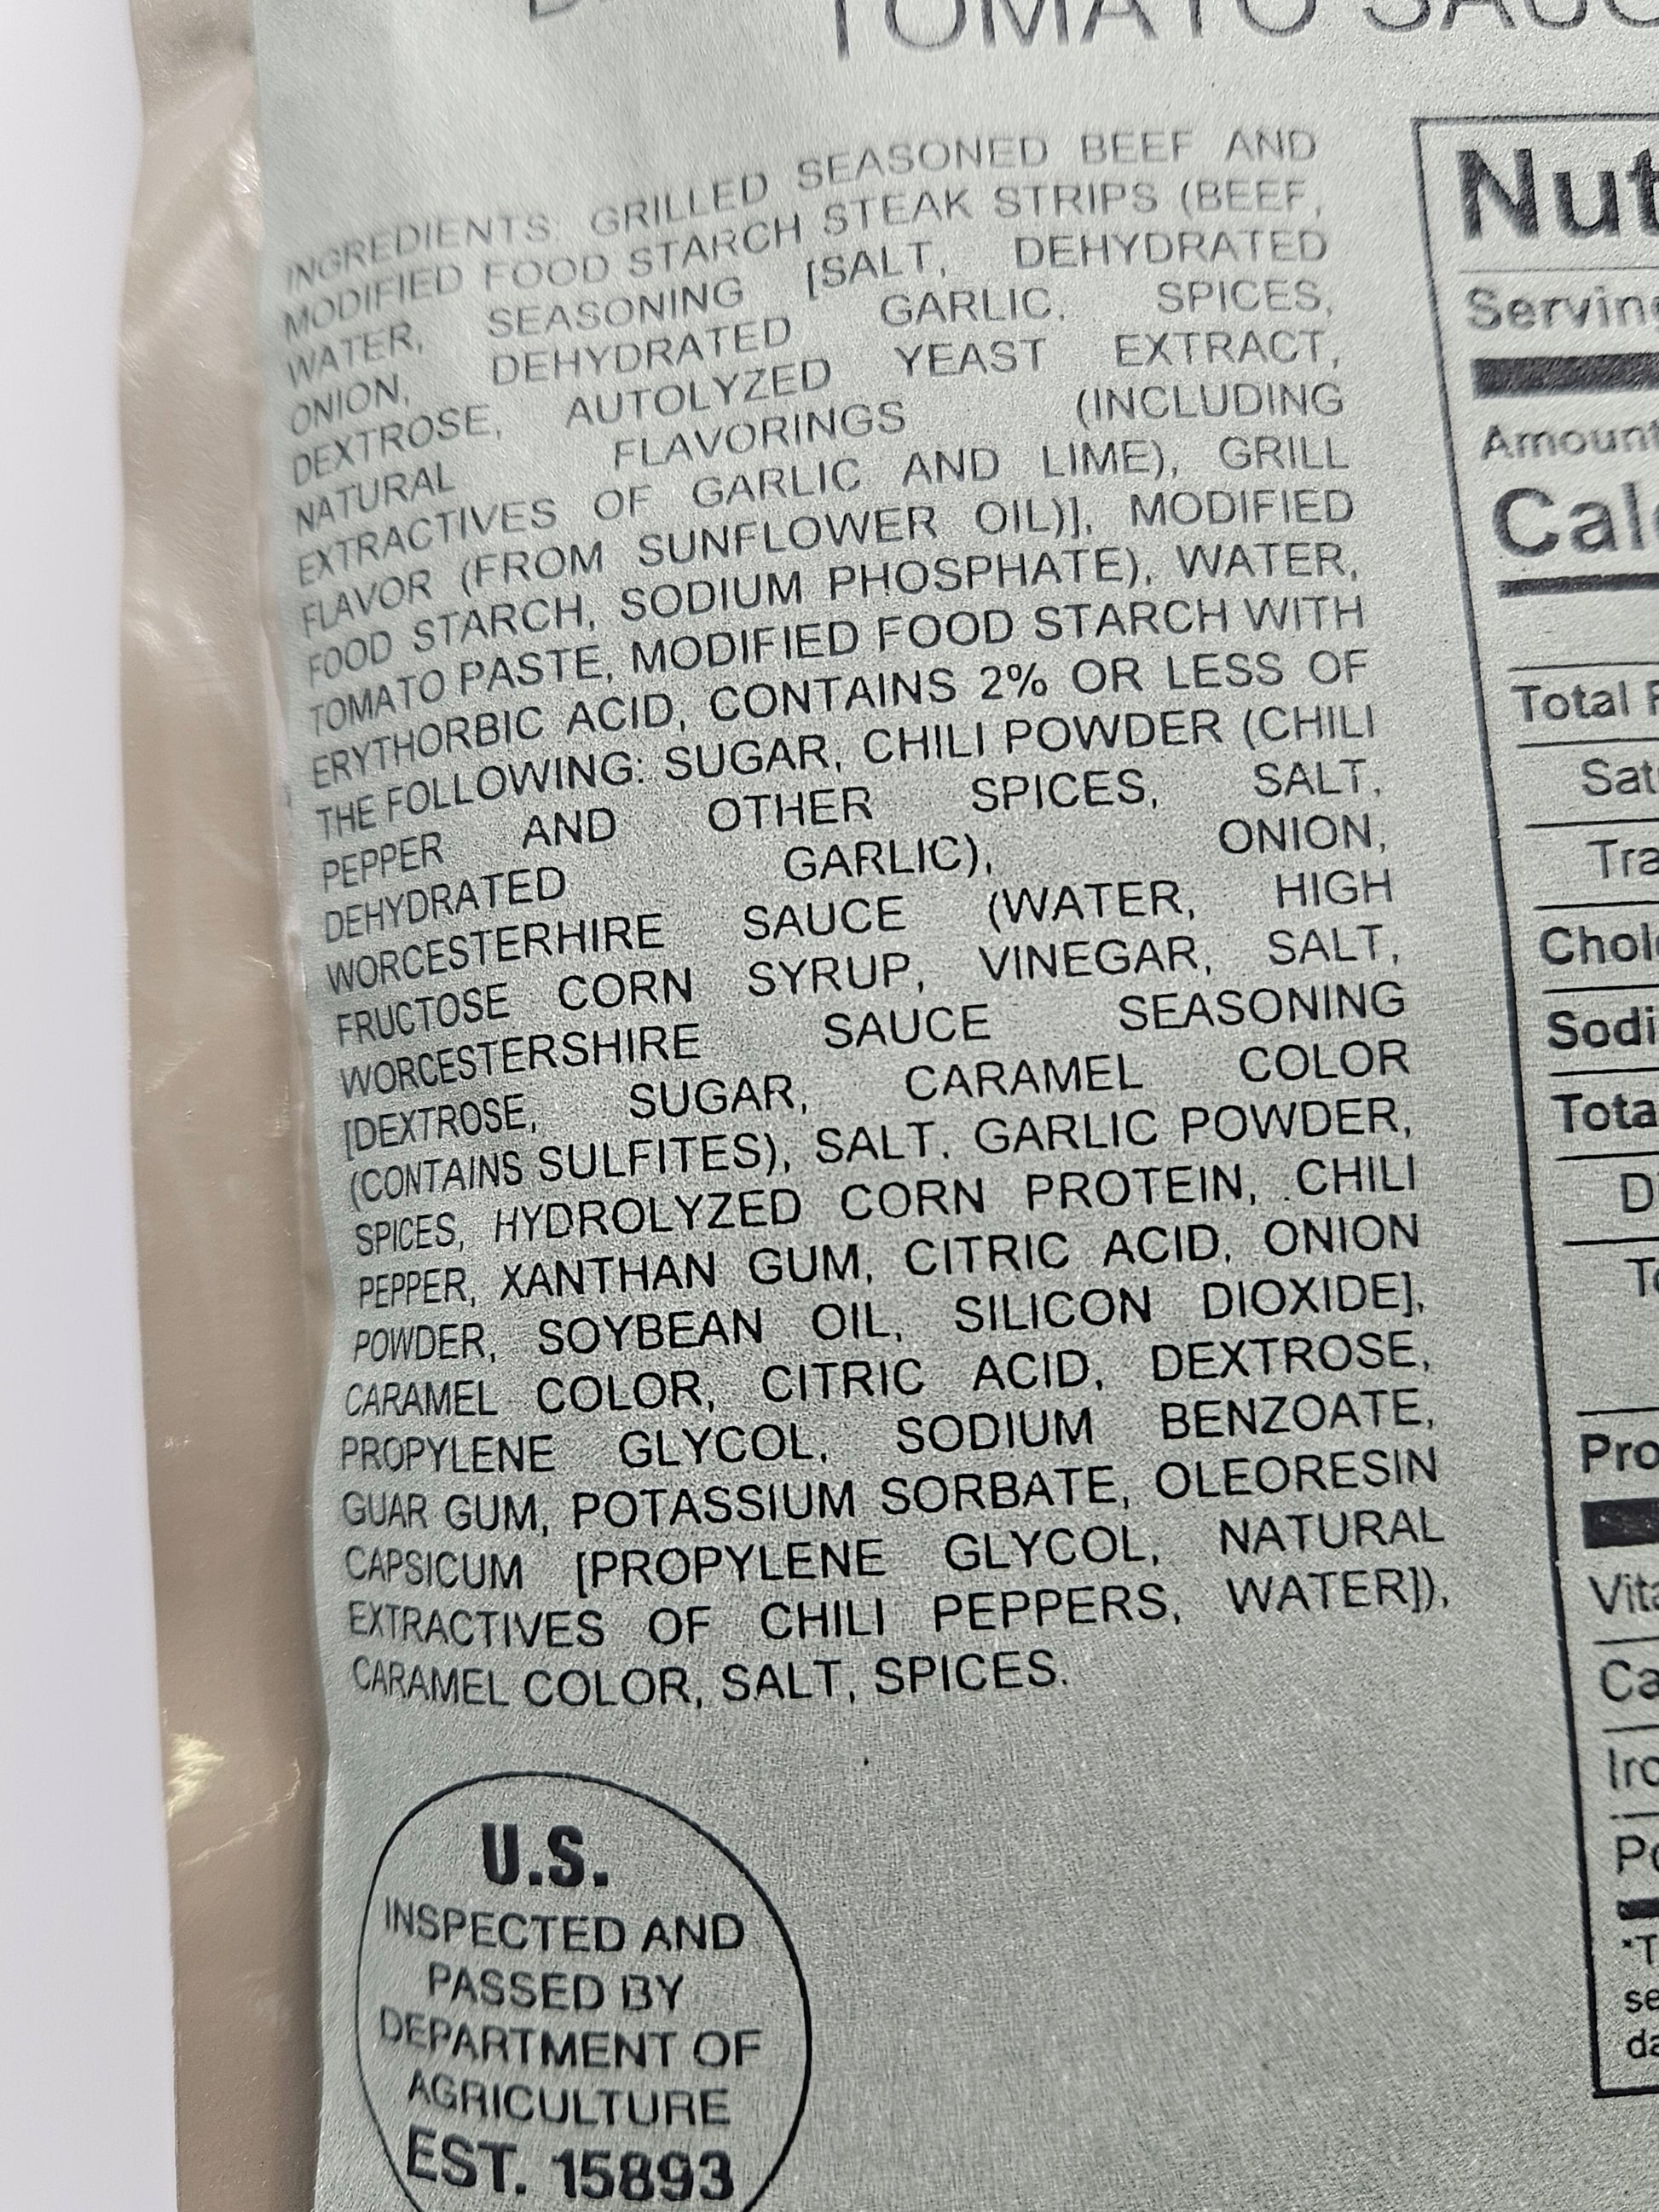 TOMATO
INGREDIENTS: GRILLED SEASONED BEEF AND
MODIFIED FOOD STARCH STEAK STRIPS (BEEF,
WATER, SEASONING [SALT, DEHYDRATED
ONION, DEHYDRATED GARLIC, SPICES,
DEXTROSE, AUTOLYZED YEAST EXTRACT,
NATURAL FLAVORINGS (INCLUDING
EXTRACTIVES OF GARLIC AND LIME), GRILL
FLAVOR (FROM SUNFLOWER OIL)], MODIFIED
FOOD STARCH, SODIUM PHOSPHATE), WATER,
TOMATO PASTE, MODIFIED FOOD STARCH WITH
ERYTHORBIC ACID, CONTAINS 2% OR LESS OF
THE FOLLOWING: SUGAR, CHILI POWDER (CHILI
PEPPER AND OTHER SPICES, SALT,
DEHYDRATED GARLIC), ONION,
WORCESTERHIRE SAUCE (WATER, HIGH
FRUCTOSE CORN SYRUP, VINEGAR, SALT,
WORCESTERSHIRE SAUCE SEASONING
[DEXTROSE, SUGAR, CARAMEL COLOR
(CONTAINS SULFITES), SALT, GARLIC POWDER,
SPICES, HYDROLYZED CORN PROTEIN, CHILI
PEPPER, XANTHAN GUM, CITRIC ACID, ONION
POWDER, SOYBEAN OIL, SILICON DIOXIDE],
CARAMEL COLOR, CITRIC ACID, DEXTROSE,
PROPYLENE GLYCOL, SODIUM BENZOATE,
GUAR GUM, POTASSIUM SORBATE, OLEORESIN
CAPSICUM [PROPYLENE GLYCOL, NATURAL
EXTRACTIVES OF CHILI PEPPERS, WATER]),
CARAMEL COLOR, SALT, SPICES.
U.S.
INSPECTED AND
PASSED BY
DEPARTMENT OF
AGRICULTURE
EST. 15893
Nut
Serving
Amount
Cal
Total F
Sat
Tra
Chol
Sodi
Tota
D
T
Pro
Vita
Ca
Iro
Po
*T
se
da